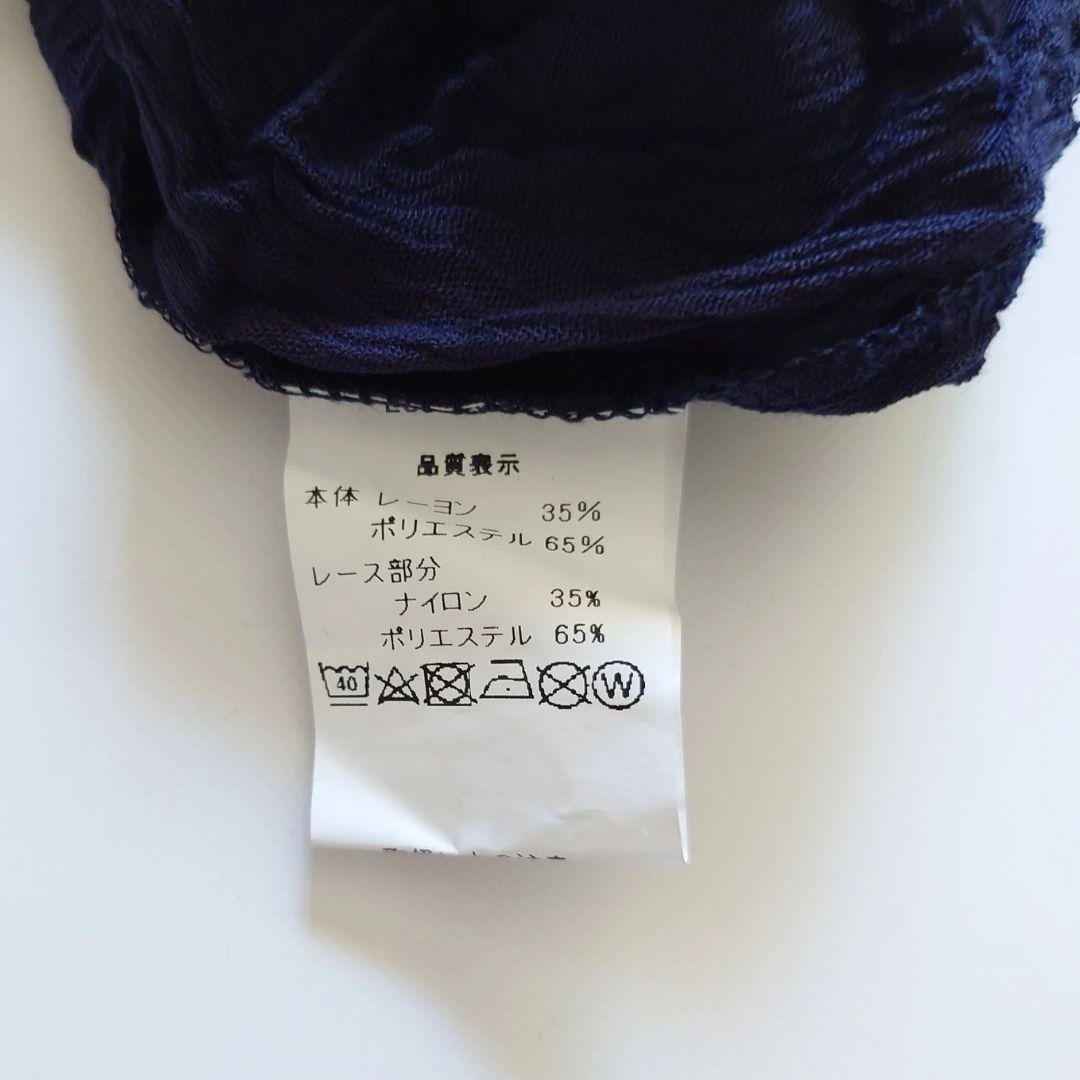 品質表示
本体 レーヨン 35%
ポリエステル 65%
レース部分
ナイロン 35%
ポリエステル 65%
40 W